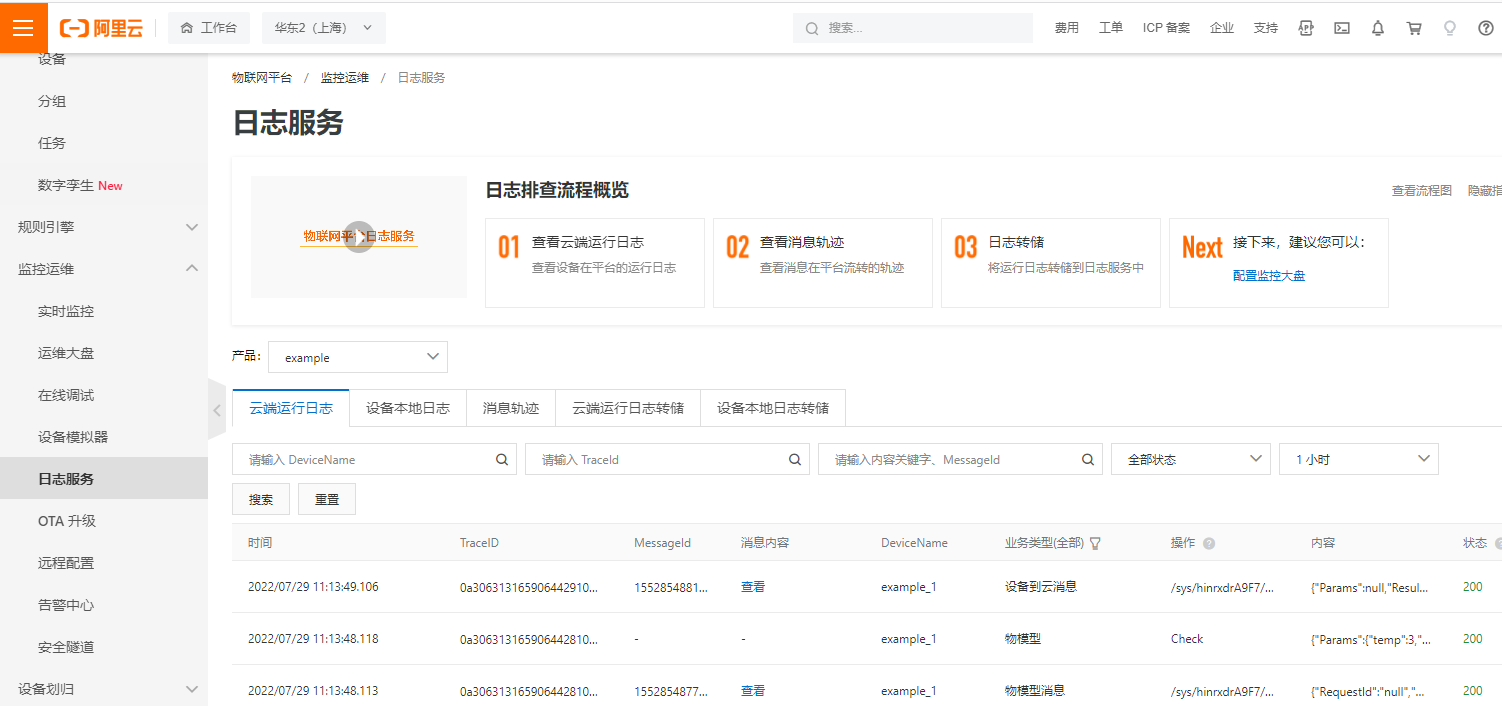 阿里云 工作台 华东2（上海） 搜索... 费用 工单 ICP 备案 企业 支持
设备
分组
任务
数字孪生 New
规则引擎
监控运维
实时监控
运维大盘
在线调试
设备模拟器
日志服务
OTA 升级
远程配置
告警中心
安全隧道
设备划归
物联网平台 / 监控运维 / 日志服务
日志服务
日志排查流程概览
查看流程图
物联网平台日志服务
01 查看云端运行日志
查看设备在平台的运行日志
02 查看消息轨迹
查看消息在平台流转的轨迹
03 日志转储
将运行日志转储到日志服务中
Next 接下来，建议您可以：
配置监控大盘
产品： example
云端运行日志 设备本地日志 消息轨迹 云端运行日志转储 设备本地日志转储
请输入 DeviceName 请输入 TraceId 请输入内容关键字、MessageId 全部状态 1 小时
搜索 重置
时间 TraceID MessageId 消息内容 DeviceName 业务类型(全部) 操作 内容 状态
2022/07/29 11:13:49.106 0a306313165906442910... 1552854881... 查看 example_1 设备到云消息 /sys/hinrxdrA9F7/... {"Params":null,"Resul... 200
2022/07/29 11:13:48.118 0a306313165906442810... - - example_1 物模型 Check {"Params":{"temp":3,"... 200
2022/07/29 11:13:48.113 0a306313165906442810... 1552854877... 查看 example_1 物模型消息 /sys/hinrxdrA9F7/... {"RequestId":"null","... 200